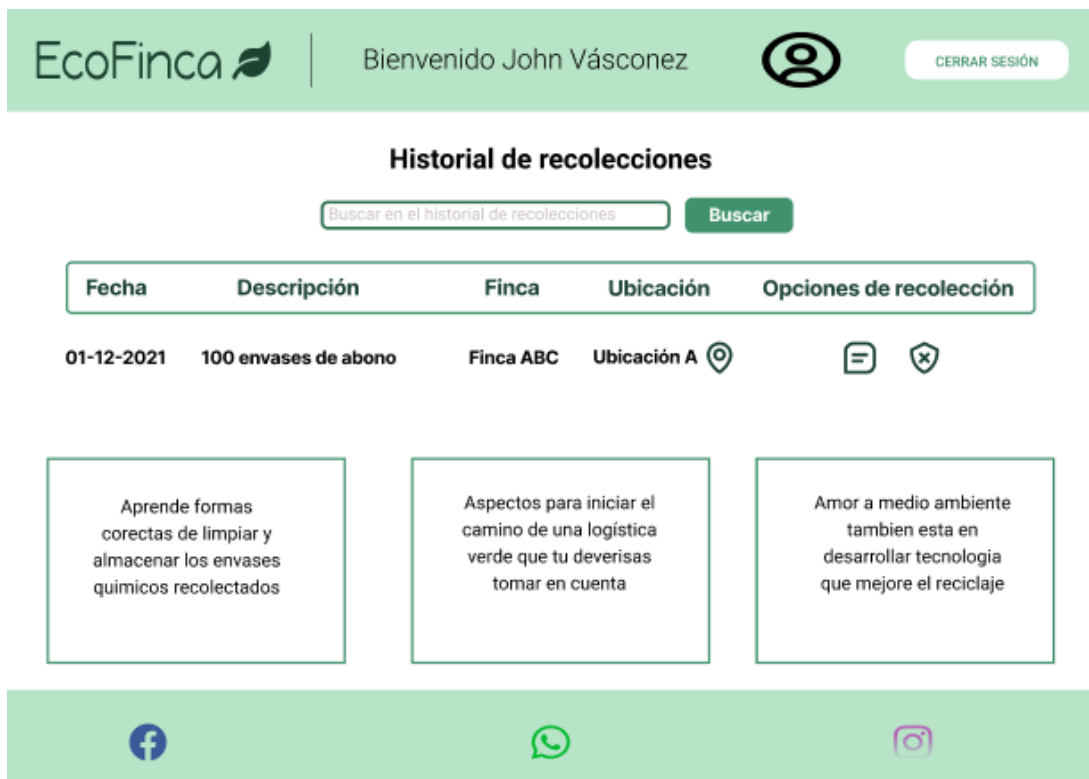 EcoFinca
Bienvenido John Vásconez
CERRAR SESIÓN
Historial de recolecciones
Buscar en el historial de recolecciones
Buscar
Fecha Descripción Finca Ubicación Opciones de recolección
01-12-2021 100 envases de abono Finca ABC Ubicación A
Aprende formas
corectas de limpiar y
almacenar los envases
quimicos recolectados
Aspectos para iniciar el
camino de una logística
verde que tu deverisas
tomar en cuenta
Amor a medio ambiente
tambien esta en
desarrollar tecnologia
que mejore el reciclaje